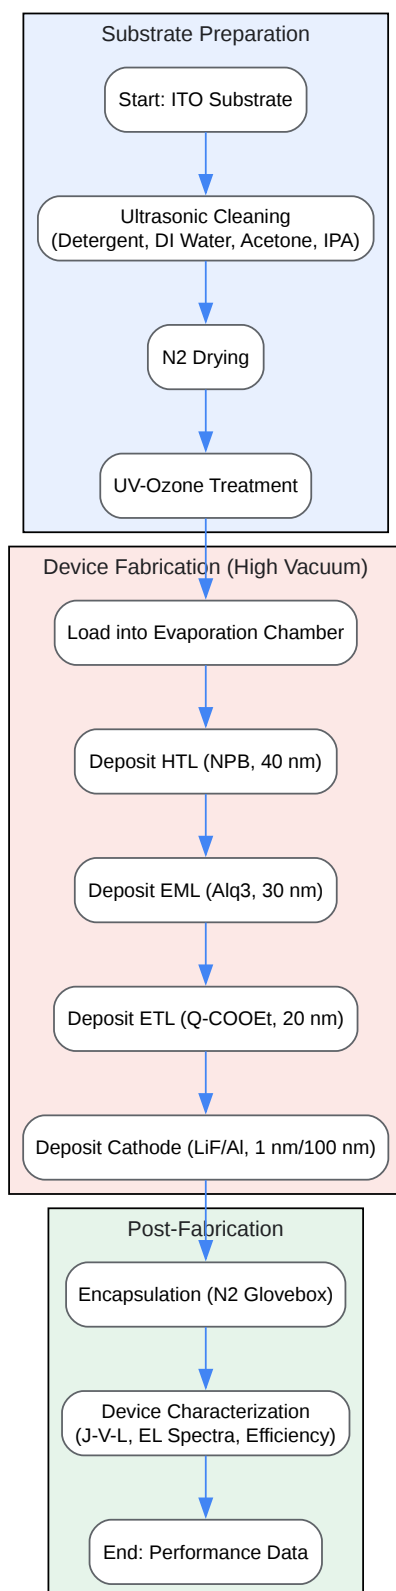 Substrate Preparation
Start: ITO Substrate
Ultrasonic Cleaning
(Detergent, DI Water, Acetone, IPA)
N2 Drying
UV-Ozone Treatment
Device Fabrication (High Vacuum)
Load into Evaporation Chamber
Deposit HTL (NPB, 40 nm)
Deposit EML (Alq3, 30 nm)
Deposit ETL (Q-COOEt, 20 nm)
Deposit Cathode (LiF/Al, 1 nm/100 nm)
Post-Fabrication
Encapsulation (N2 Glovebox)
Device Characterization
(J-V-L, EL Spectra, Efficiency)
End: Performance Data